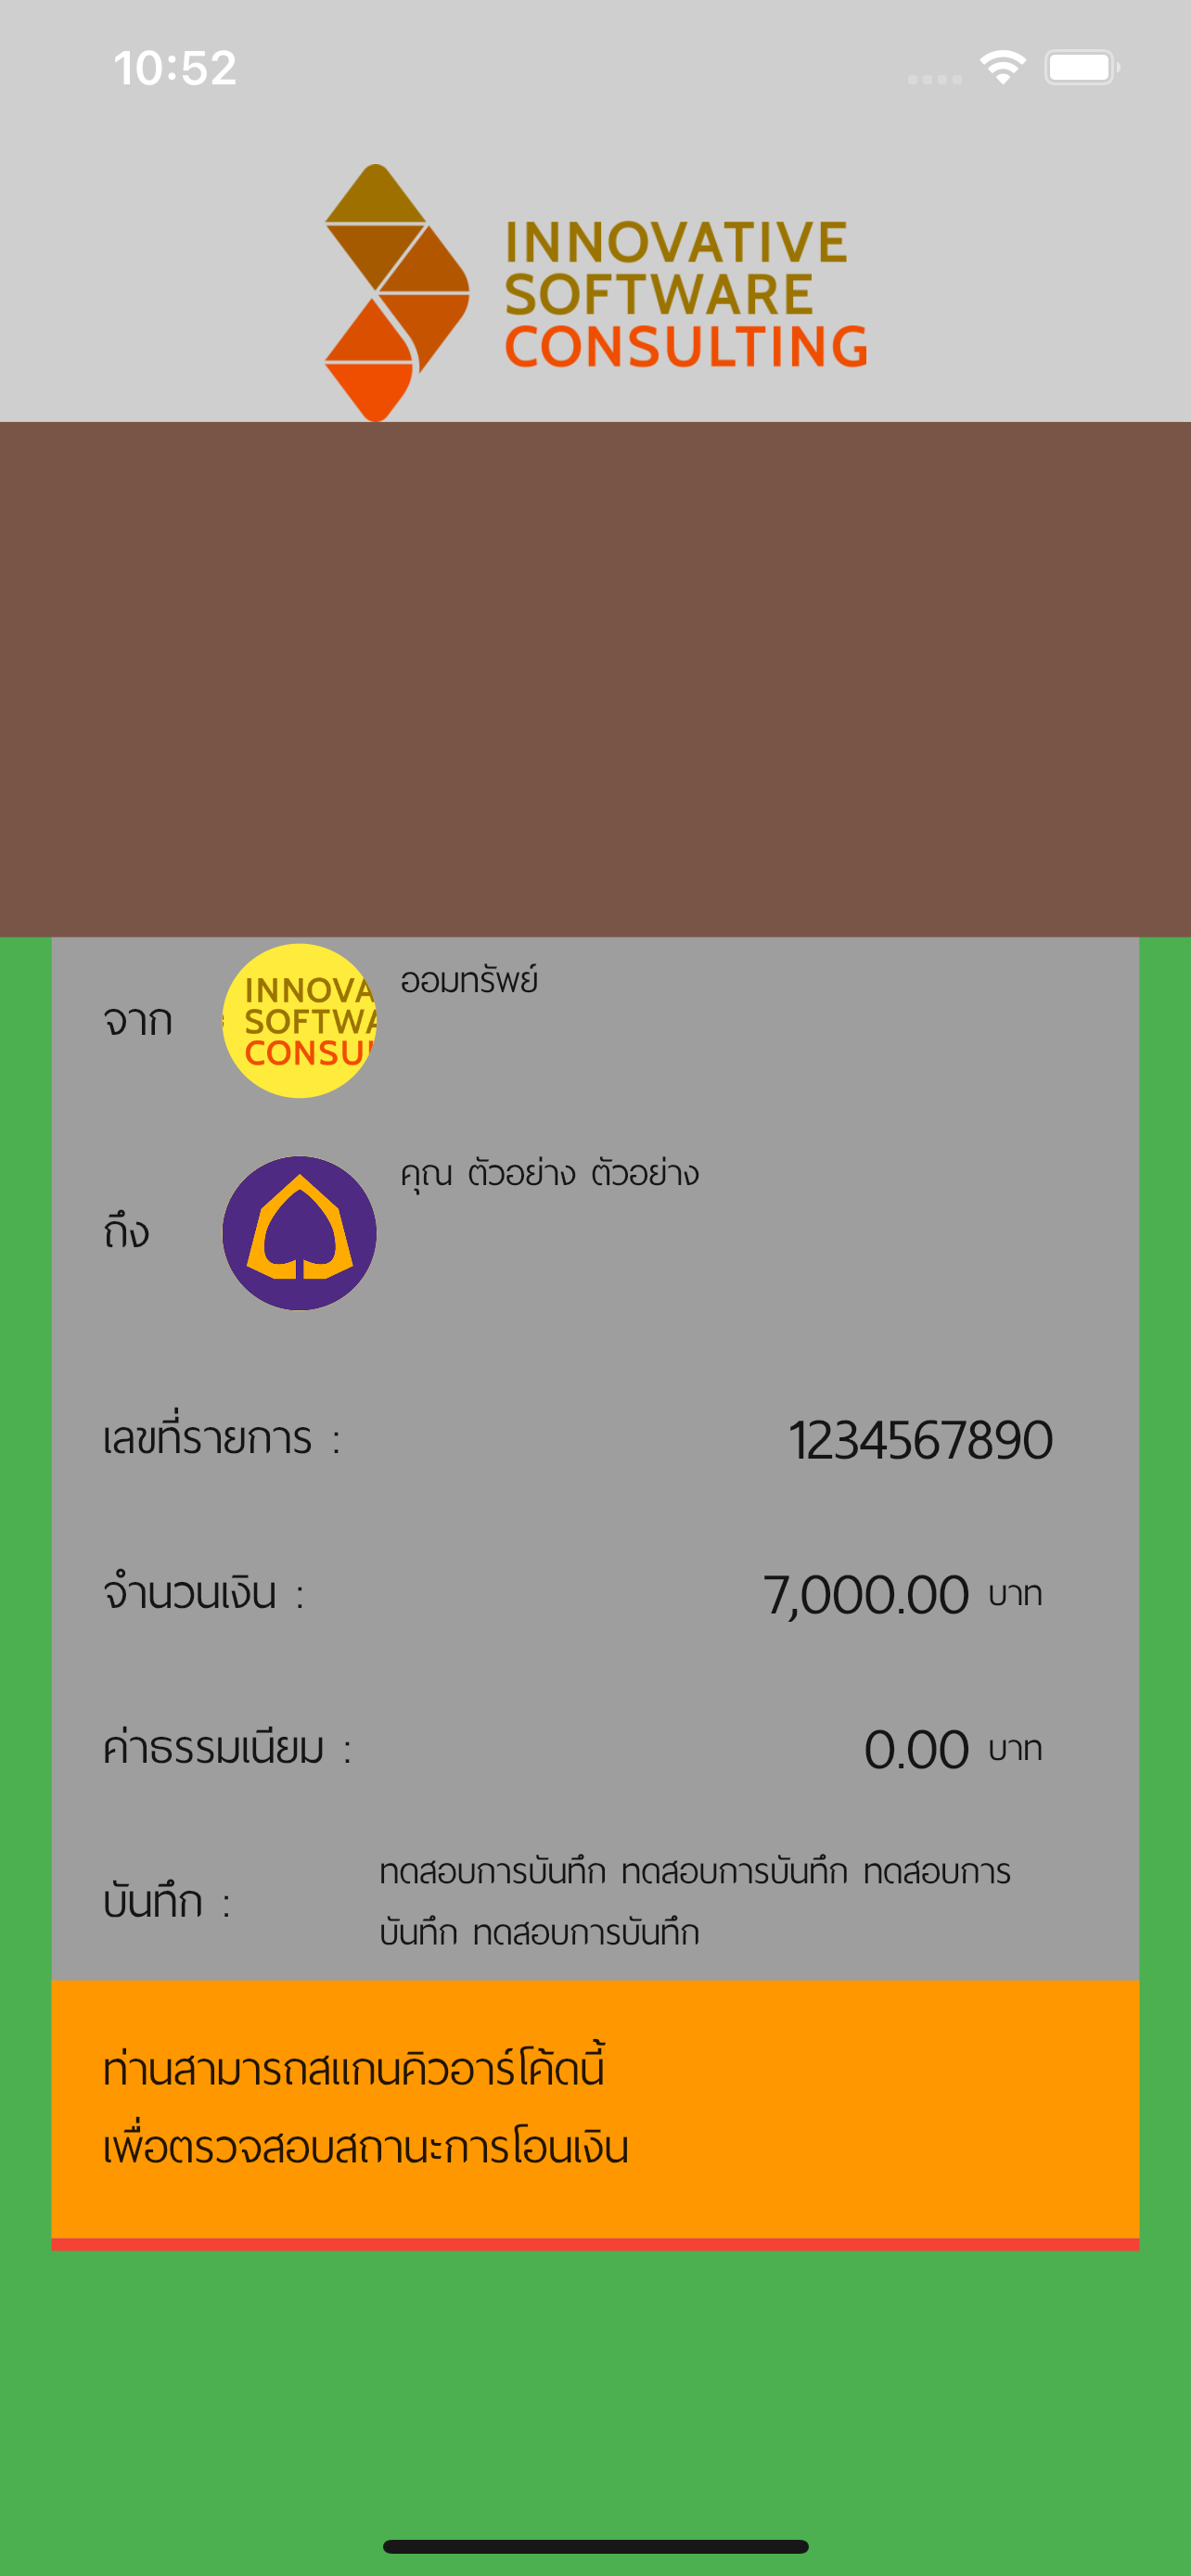 10:52
INNOVATIVE
SOFTWARE
CONSULTING
จาก
INNOVA
SOFTWA
CONSU
ออมทรัพย์
ถึง
คุณ ตัวอย่าง ตัวอย่าง
เลขที่รายการ : 1234567890
จำนวนเงิน : 7,000.00 บาท
ค่าธรรมเนียม : 0.00 บาท
บันทึก : ทดสอบการบันทึก ทดสอบการบันทึก ทดสอบการ
บันทึก ทดสอบการบันทึก
ท่านสามารถสแกนคิวอาร์โค้ดนี้
เพื่อตรวจสอบสถานะการโอนเงิน